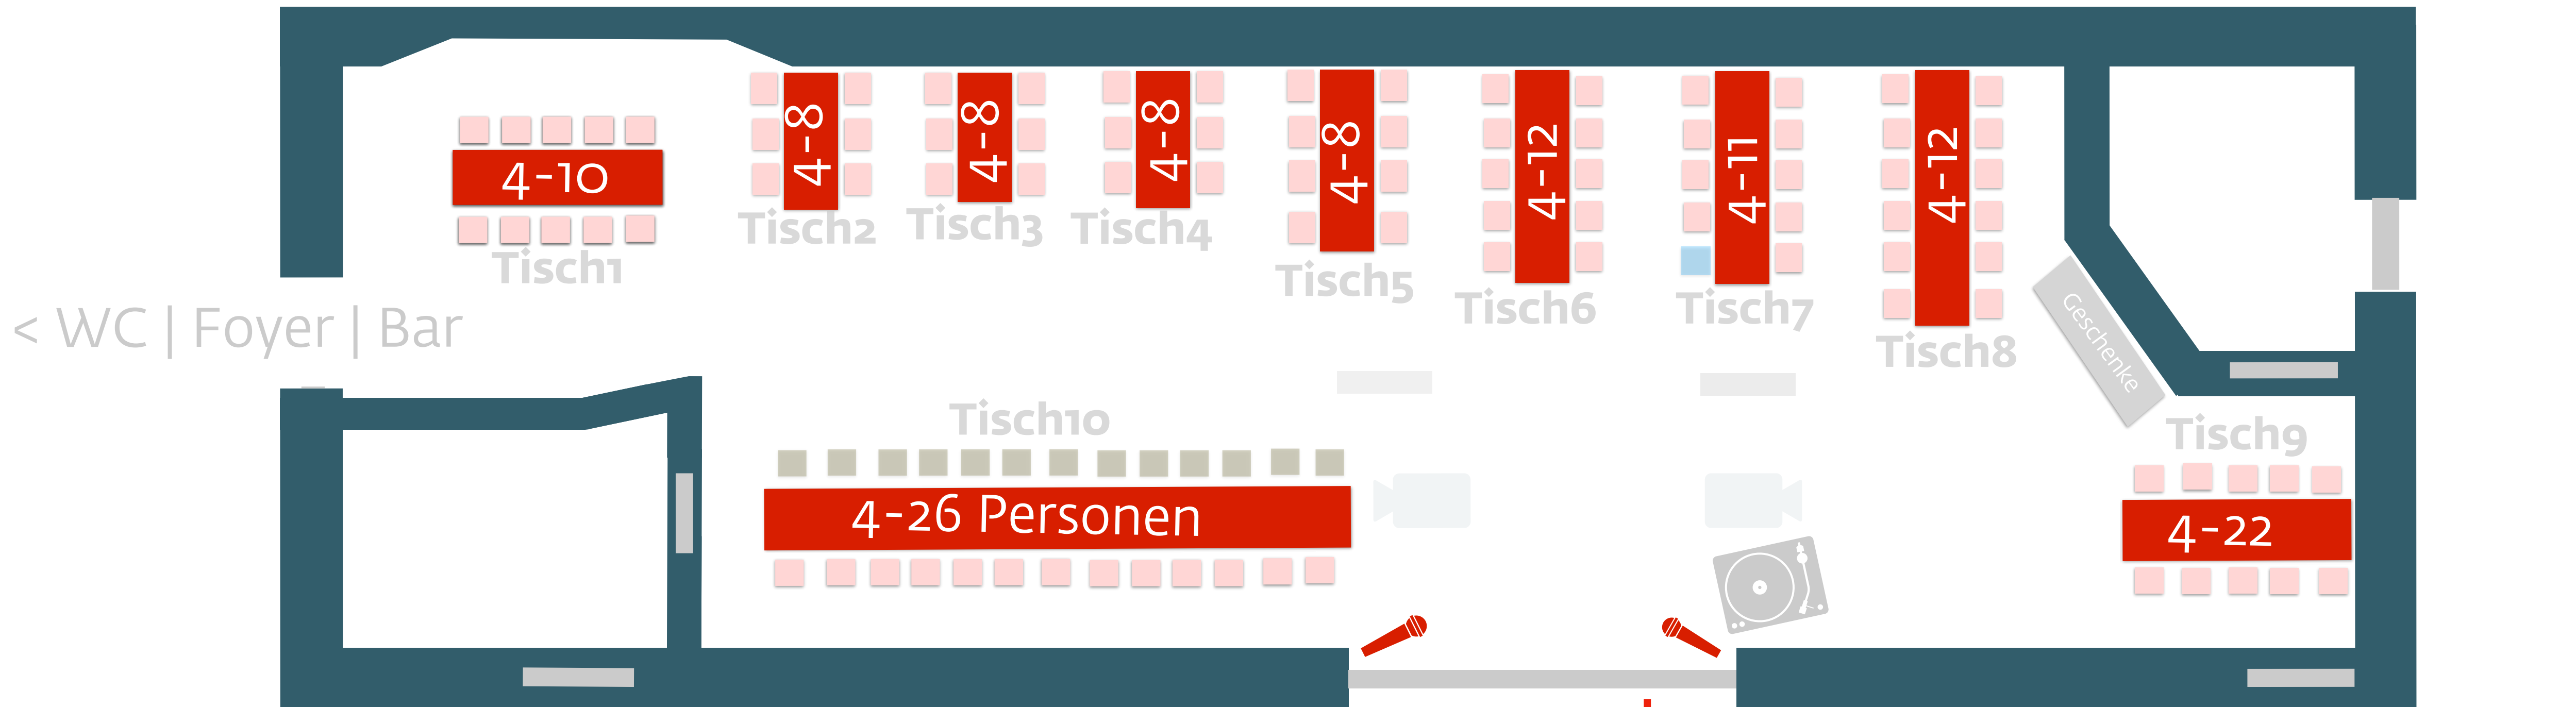 4-10
Tisch1
4-8
Tisch2
4-8
Tisch3
4-8
Tisch4
4-8
Tisch5
4-12
Tisch6
4-11
Tisch7
4-12
Tisch8
Geschenke
< WC | Foyer | Bar
Tisch10
4-26 Personen
Tisch9
4-22